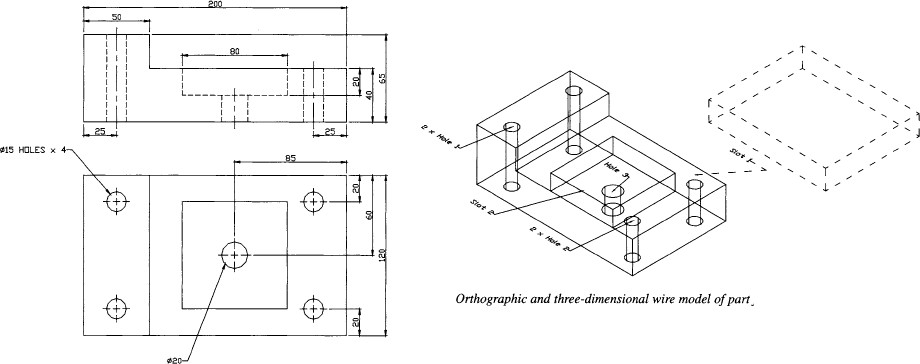 200
50
80
20
40
65
25
25
Ø15 HOLES × 4
85
20
60
120
20
Ø20
2 × Hole 1
Slot 1
Hole 3
Slot 2
2 × Hole 2
Orthographic and three-dimensional wire model of part